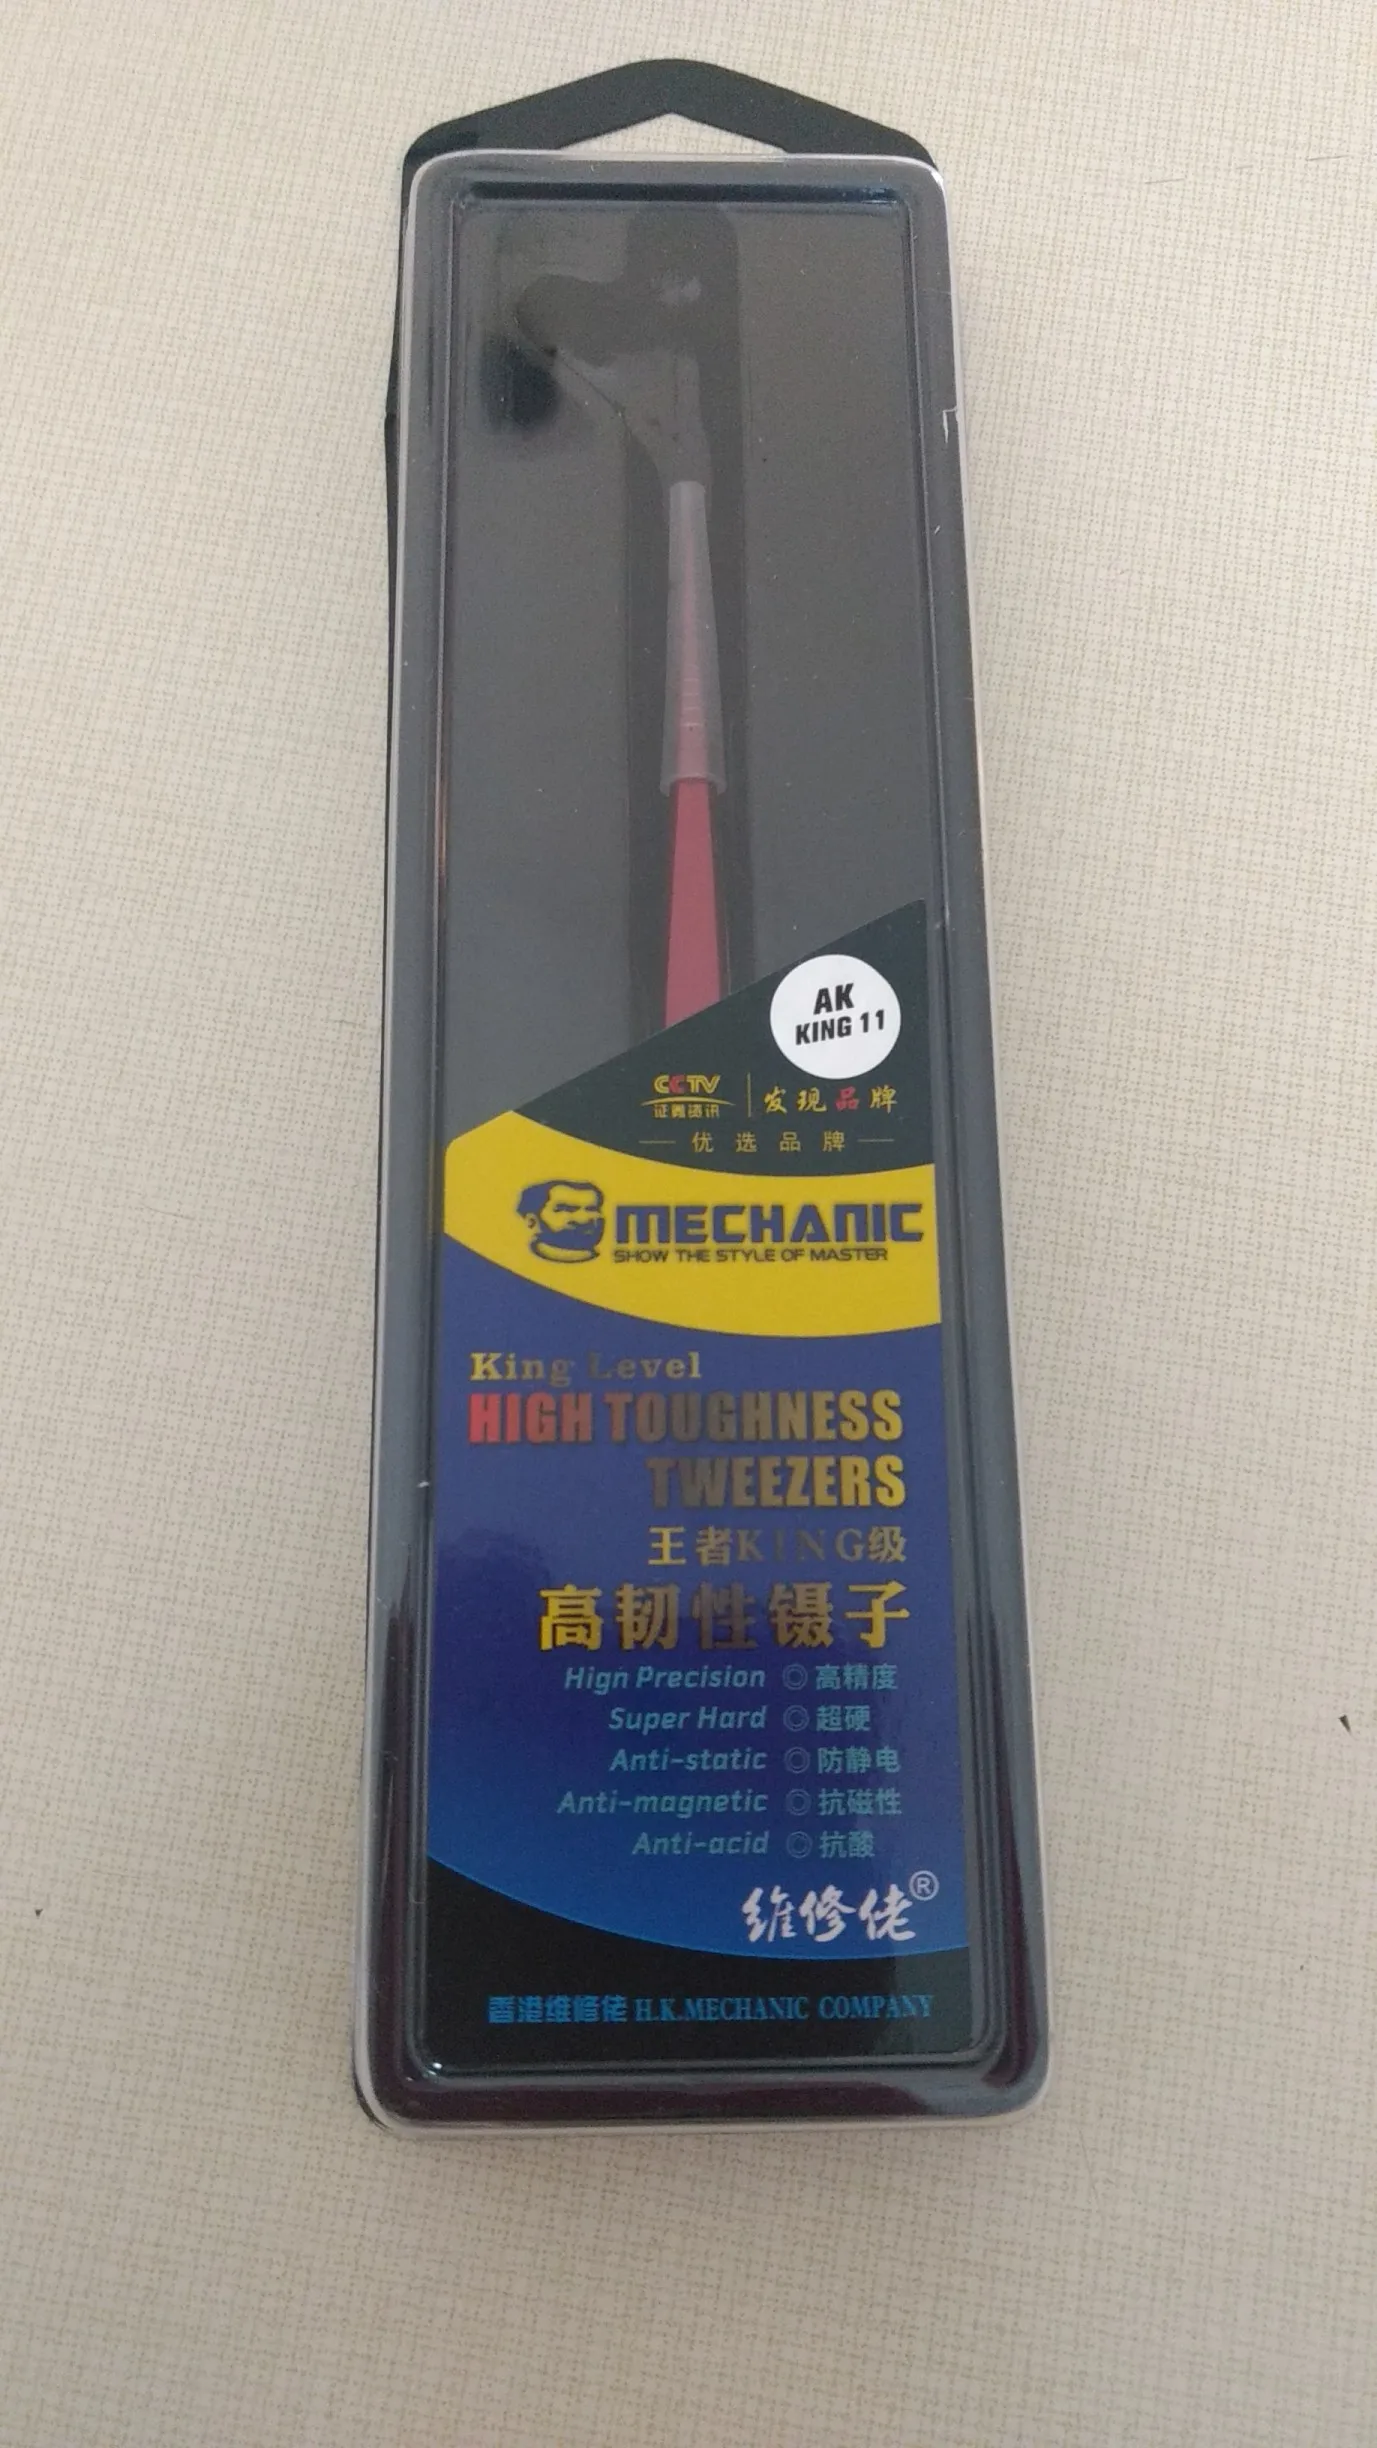 AK
KING 11
CCTV 发现品牌
证券资讯
优选品牌
MECHANIC
SHOW THE STYLE OF MASTER
King Level
HIGH TOUGHNESS
TWEEZERS
王者KING级
高韧性镊子
Hign Precision ◎ 高精度
Super Hard ◎ 超硬
Anti-static ◎ 防静电
Anti-magnetic ◎ 抗磁性
Anti-acid ◎ 抗酸
维修佬®
香港维修佬 H.K.MECHANIC COMPANY